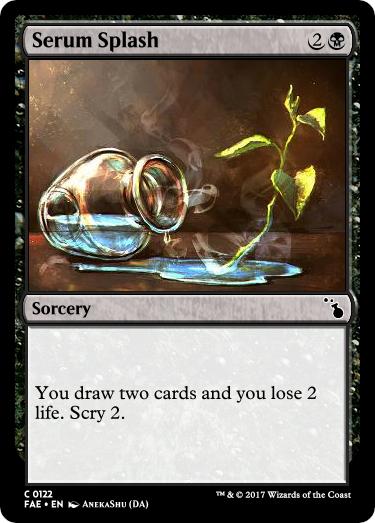 Serum Splash 2
Sorcery
You draw two cards and you lose 2
life. Scry 2.
C 0122
FAE • EN AnekaShu (DA)
™ & © 2017 Wizards of the Coast